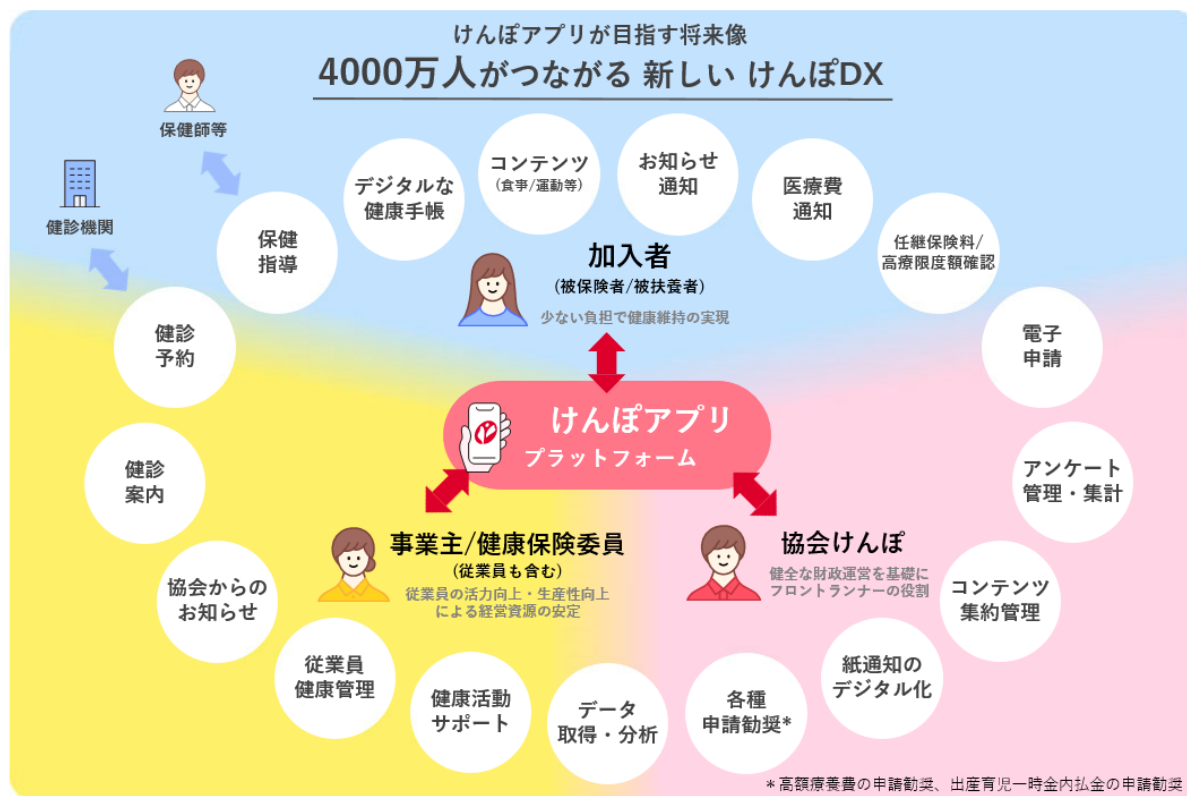 けんぽアプリが目指す将来像
4000万人がつながる 新しい けんぽDX
保健師等
健診機関
保健
指導
デジタルな
健康手帳
コンテンツ
(食事/運動等)
お知らせ
通知
医療費
通知
任継保険料/
高療限度額確認
加入者
(被保険者/被扶養者)
少ない負担で健康維持の実現
健診
予約
電子
申請
けんぽアプリ
プラットフォーム
健診
案内
アンケート
管理・集計
事業主/健康保険委員
(従業員も含む)
従業員の活力向上・生産性向上
による経営資源の安定
協会けんぽ
健全な財政運営を基礎に
フロントランナーの役割
協会からの
お知らせ
コンテンツ
集約管理
従業員
健康管理
健康活動
サポート
データ
取得・分析
各種
申請勧奨*
紙通知の
デジタル化
*高額療養費の申請勧奨、出産育児一時金内払金の申請勧奨